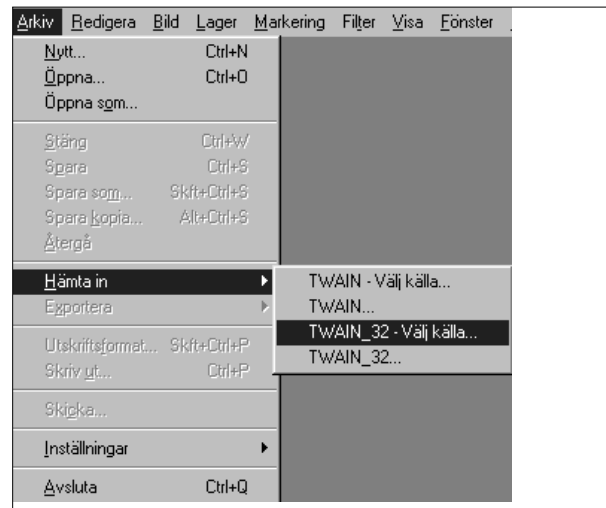 Arkiv Redigera Bild Lager Markering Filter Visa Fönster
Nytt... Ctrl+N
Öppna... Ctrl+O
Öppna som...
Stäng Ctrl+W
Spara Ctrl+S
Spara som... Skft+Ctrl+S
Spara kopia... Alt+Ctrl+S
Återgå
Hämta in
TWAIN - Välj källa...
Exportera
TWAIN...
TWAIN_32 - Välj källa...
Utskriftsformat... Skft+Ctrl+P
TWAIN_32...
Skriv ut... Ctrl+P
Skicka...
Inställningar
Avsluta Ctrl+Q